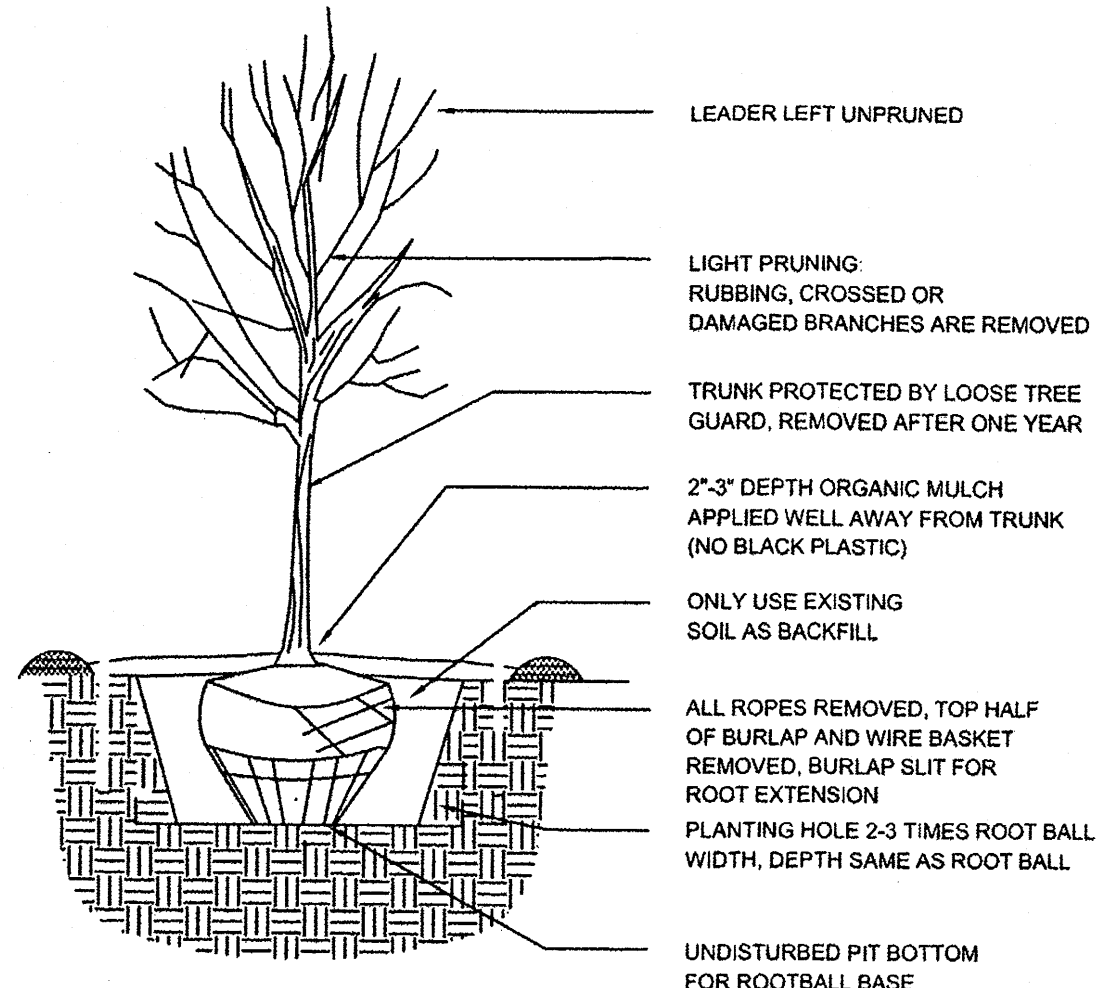 LEADER LEFT UNPRUNED
LIGHT PRUNING:
RUBBING, CROSSED OR
DAMAGED BRANCHES ARE REMOVED
TRUNK PROTECTED BY LOOSE TREE
GUARD, REMOVED AFTER ONE YEAR
2"-3" DEPTH ORGANIC MULCH
APPLIED WELL AWAY FROM TRUNK
(NO BLACK PLASTIC)
ONLY USE EXISTING
SOIL AS BACKFILL
ALL ROPES REMOVED, TOP HALF
OF BURLAP AND WIRE BASKET
REMOVED, BURLAP SLIT FOR
ROOT EXTENSION
PLANTING HOLE 2-3 TIMES ROOT BALL
WIDTH, DEPTH SAME AS ROOT BALL
UNDISTURBED PIT BOTTOM
FOR ROOTBALL BASE